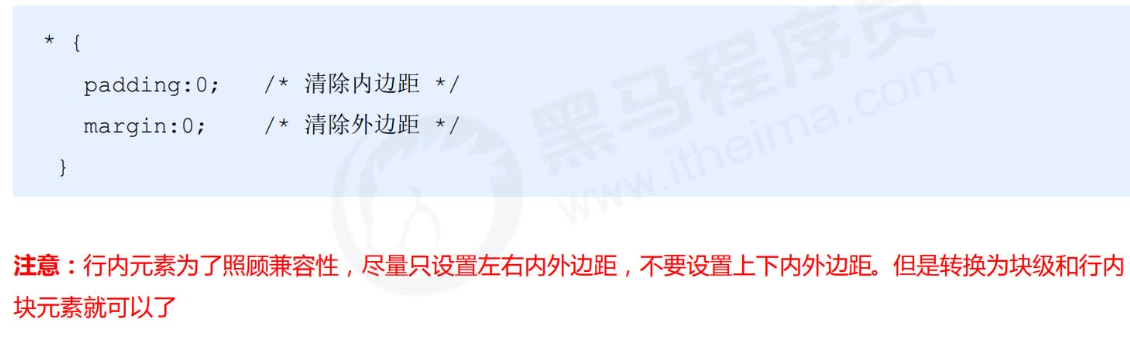 * {
padding:0; /* 清除内边距 */
margin:0; /* 清除外边距 */
}
黑马程序员
www.itheima.com
注意：行内元素为了照顾兼容性，尽量只设置左右内外边距，不要设置上下内外边距。但是转换为块级和行内
块元素就可以了